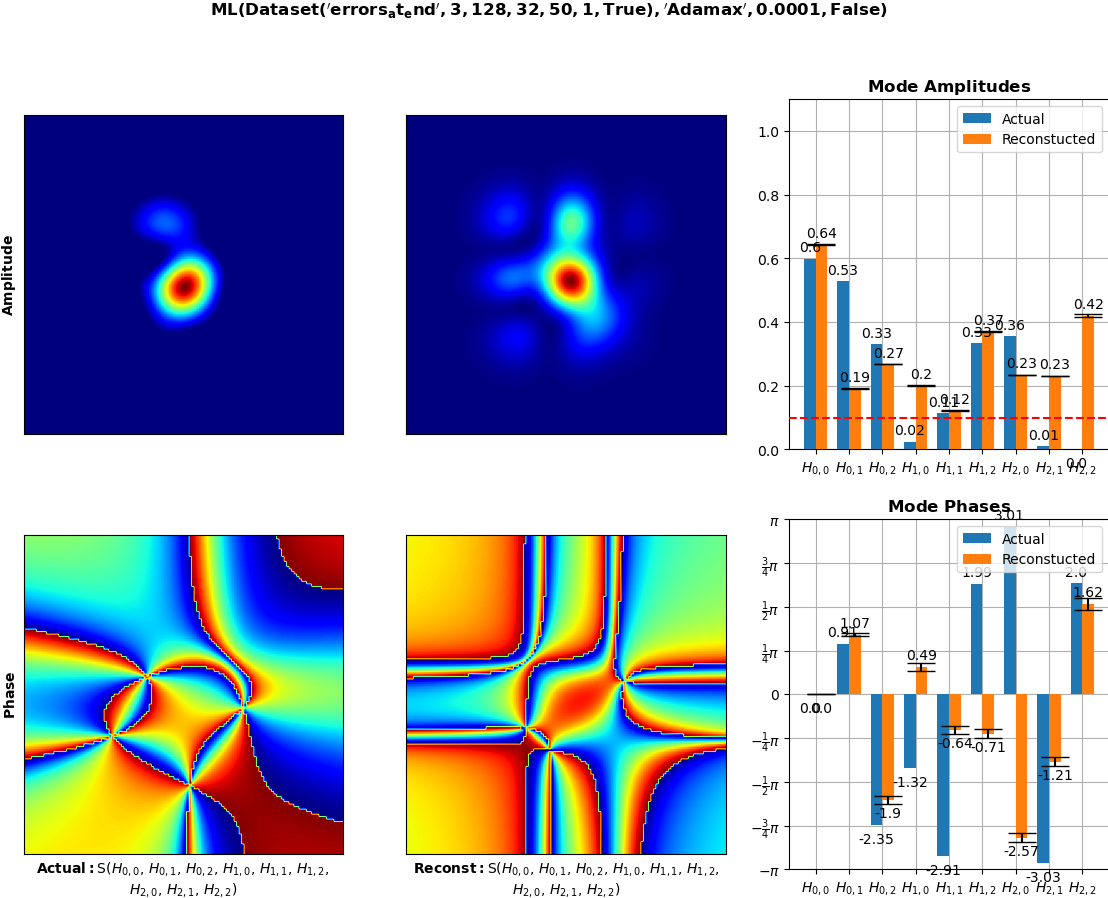 ML(Dataset('errors_at_end', 3, 128, 32, 50, 1, True), 'Adamax', 0.0001, False)
Mode Amplitudes
Amplitude
1.0
0.8
0.6
0.4
0.2
0.0
Actual
Reconstucted
0.6
0.64
0.53
0.19
0.33
0.27
0.02
0.2
0.11
0.12
0.33
0.37
0.36
0.23
0.01
0.23
0.0
0.42
H0,0 H0,1 H0,2 H1,0 H1,1 H1,2 H2,0 H2,1 H2,2
Mode Phases
Phase
π
3/4π
1/2π
1/4π
0
−1/4π
−1/2π
−3/4π
−π
Actual
Reconstucted
0.0
0.0
1.07
-2.35
-1.9
-1.32
0.49
-2.91
-0.64
1.99
-0.71
3.01
-2.57
-3.03
-1.21
2.0
1.62
H0,0 H0,1 H0,2 H1,0 H1,1 H1,2 H2,0 H2,1 H2,2
Actual: S(H0,0, H0,1, H0,2, H1,0, H1,1, H1,2,
H2,0, H2,1, H2,2)
Reconst: S(H0,0, H0,1, H0,2, H1,0, H1,1, H1,2,
H2,0, H2,1, H2,2)